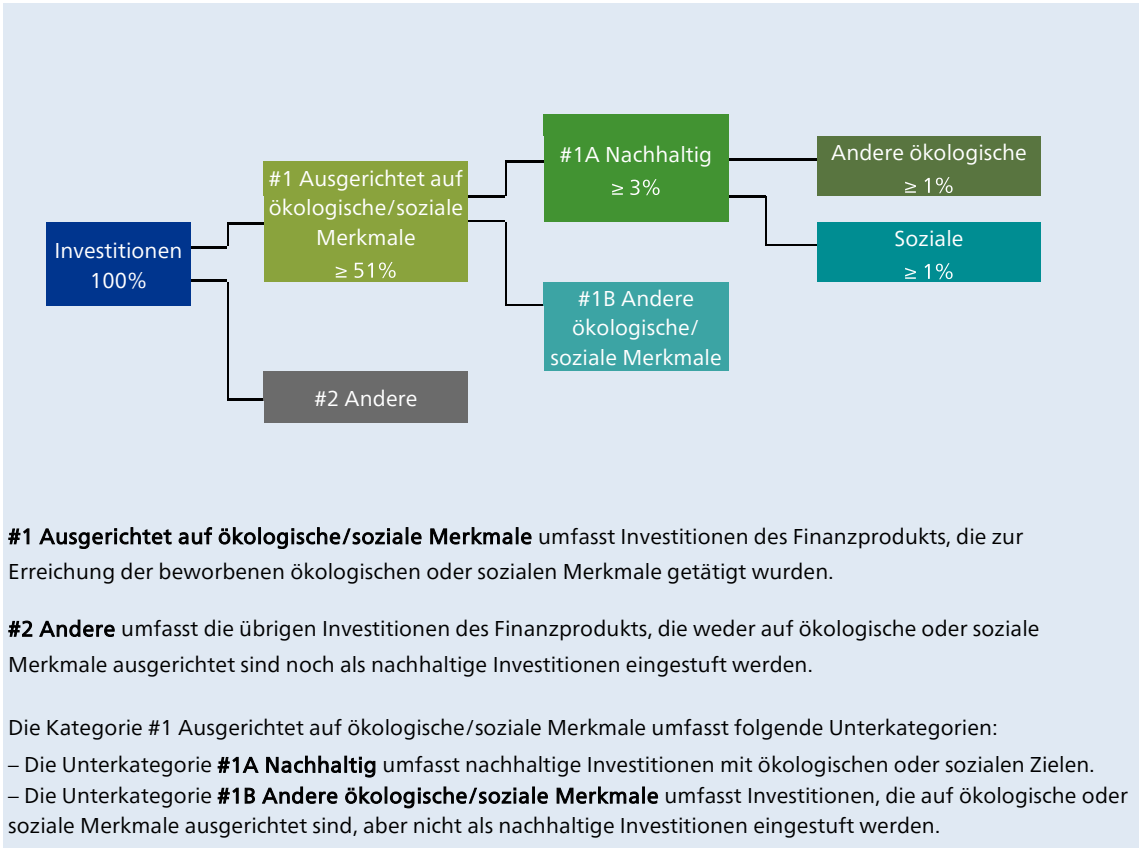 Investitionen
100%
#1 Ausgerichtet auf
ökologische/soziale
Merkmale
≥ 51%
#2 Andere
#1A Nachhaltig
≥ 3%
#1B Andere
ökologische/
soziale Merkmale
Andere ökologische
≥ 1%
Soziale
≥ 1%
#1 Ausgerichtet auf ökologische/soziale Merkmale umfasst Investitionen des Finanzprodukts, die zur
Erreichung der beworbenen ökologischen oder sozialen Merkmale getätigt wurden.
#2 Andere umfasst die übrigen Investitionen des Finanzprodukts, die weder auf ökologische oder soziale
Merkmale ausgerichtet sind noch als nachhaltige Investitionen eingestuft werden.
Die Kategorie #1 Ausgerichtet auf ökologische/soziale Merkmale umfasst folgende Unterkategorien:
– Die Unterkategorie #1A Nachhaltig umfasst nachhaltige Investitionen mit ökologischen oder sozialen Zielen.
– Die Unterkategorie #1B Andere ökologische/soziale Merkmale umfasst Investitionen, die auf ökologische oder
soziale Merkmale ausgerichtet sind, aber nicht als nachhaltige Investitionen eingestuft werden.